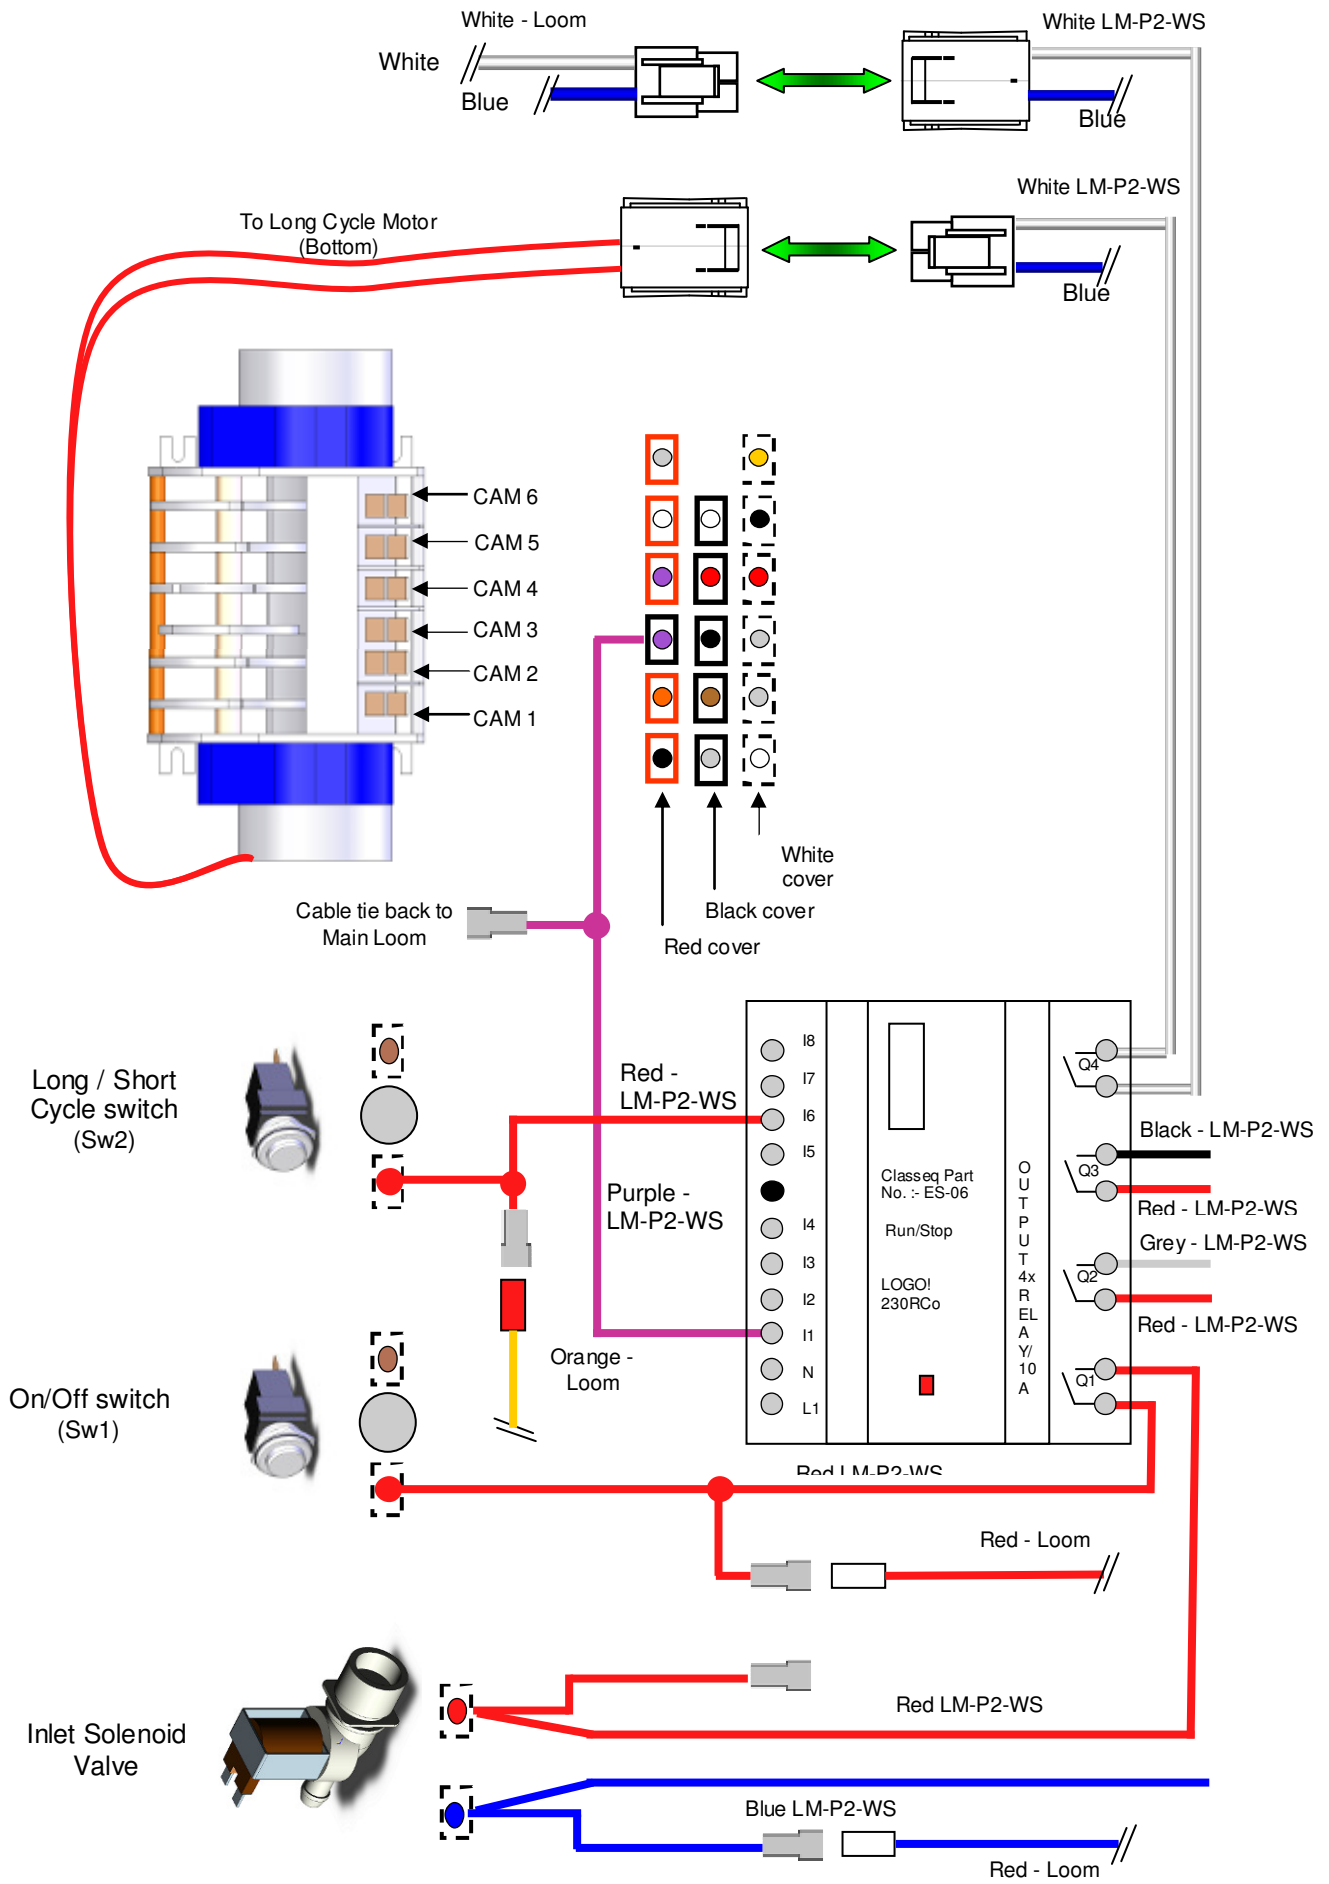 White - Loom
White LM-P2-WS
White
Blue
Blue
White LM-P2-WS
To Long Cycle Motor
(Bottom)
Blue
CAM 6
CAM 5
CAM 4
CAM 3
CAM 2
CAM 1
White
cover
Black cover
Red cover
Cable tie back to
Main Loom
Long / Short
Cycle switch
(Sw2)
Red -
LM-P2-WS
Purple -
LM-P2-WS
I8
I7
I6
I5
I4
I3
I2
I1
N
L1
Classeq Part
No. :- ES-06
Run/Stop
LOGO!
230RCo
O
U
T
P
U
T
4x
R
EL
A
Y/
10
A
Q4
Q3
Q2
Q1
Black - LM-P2-WS
Red - LM-P2-WS
Grey - LM-P2-WS
Red - LM-P2-WS
Orange -
Loom
On/Off switch
(Sw1)
Red LM-P2-WS
Red - Loom
Red LM-P2-WS
Inlet Solenoid
Valve
Blue LM-P2-WS
Red - Loom